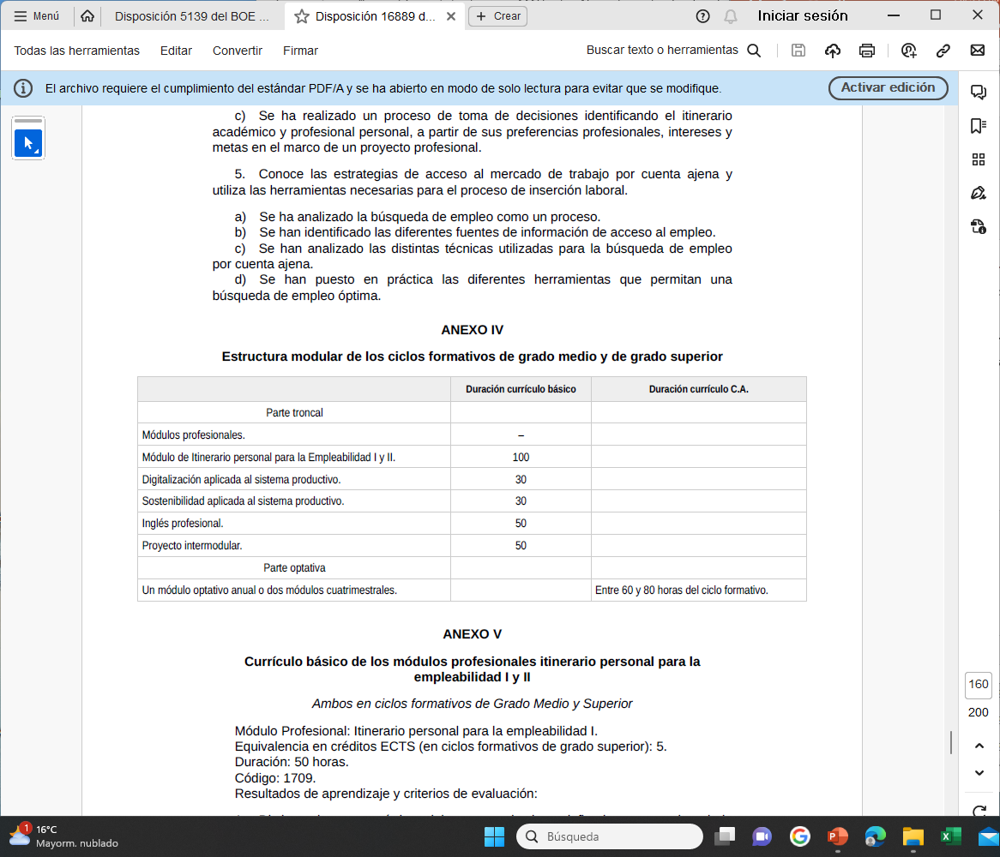 Menú
Disposición 5139 del BOE ...
Disposición 16889 d...
Crear
Iniciar sesión
Todas las herramientas
Editar
Convertir
Firmar
Buscar texto o herramientas
El archivo requiere el cumplimiento del estándar PDF/A y se ha abierto en modo de solo lectura para evitar que se modifique.
Activar edición
c) Se ha realizado un proceso de toma de decisiones identificando el itinerario
académico y profesional personal, a partir de sus preferencias profesionales, intereses y
metas en el marco de un proyecto profesional.
5. Conoce las estrategias de acceso al mercado de trabajo por cuenta ajena y
utiliza las herramientas necesarias para el proceso de inserción laboral.
a) Se ha analizado la búsqueda de empleo como un proceso.
b) Se han identificado las diferentes fuentes de información de acceso al empleo.
c) Se han analizado las distintas técnicas utilizadas para la búsqueda de empleo
por cuenta ajena.
d) Se han puesto en práctica las diferentes herramientas que permitan una
búsqueda de empleo óptima.
ANEXO IV
Estructura modular de los ciclos formativos de grado medio y de grado superior
Duración currículo básico Duración currículo C.A.
Parte troncal
Módulos profesionales. –
Módulo de Itinerario personal para la Empleabilidad I y II. 100
Digitalización aplicada al sistema productivo. 30
Sostenibilidad aplicada al sistema productivo. 30
Inglés profesional. 50
Proyecto intermodular. 50
Parte optativa
Un módulo optativo anual o dos módulos cuatrimestrales. Entre 60 y 80 horas del ciclo formativo.
ANEXO V
Currículo básico de los módulos profesionales itinerario personal para la
empleabilidad I y II
Ambos en ciclos formativos de Grado Medio y Superior
Módulo Profesional: Itinerario personal para la empleabilidad I.
Equivalencia en créditos ECTS (en ciclos formativos de grado superior): 5.
Duración: 50 horas.
Código: 1709.
Resultados de aprendizaje y criterios de evaluación:
160
200
1
16°C
Mayorm. nublado
Búsqueda